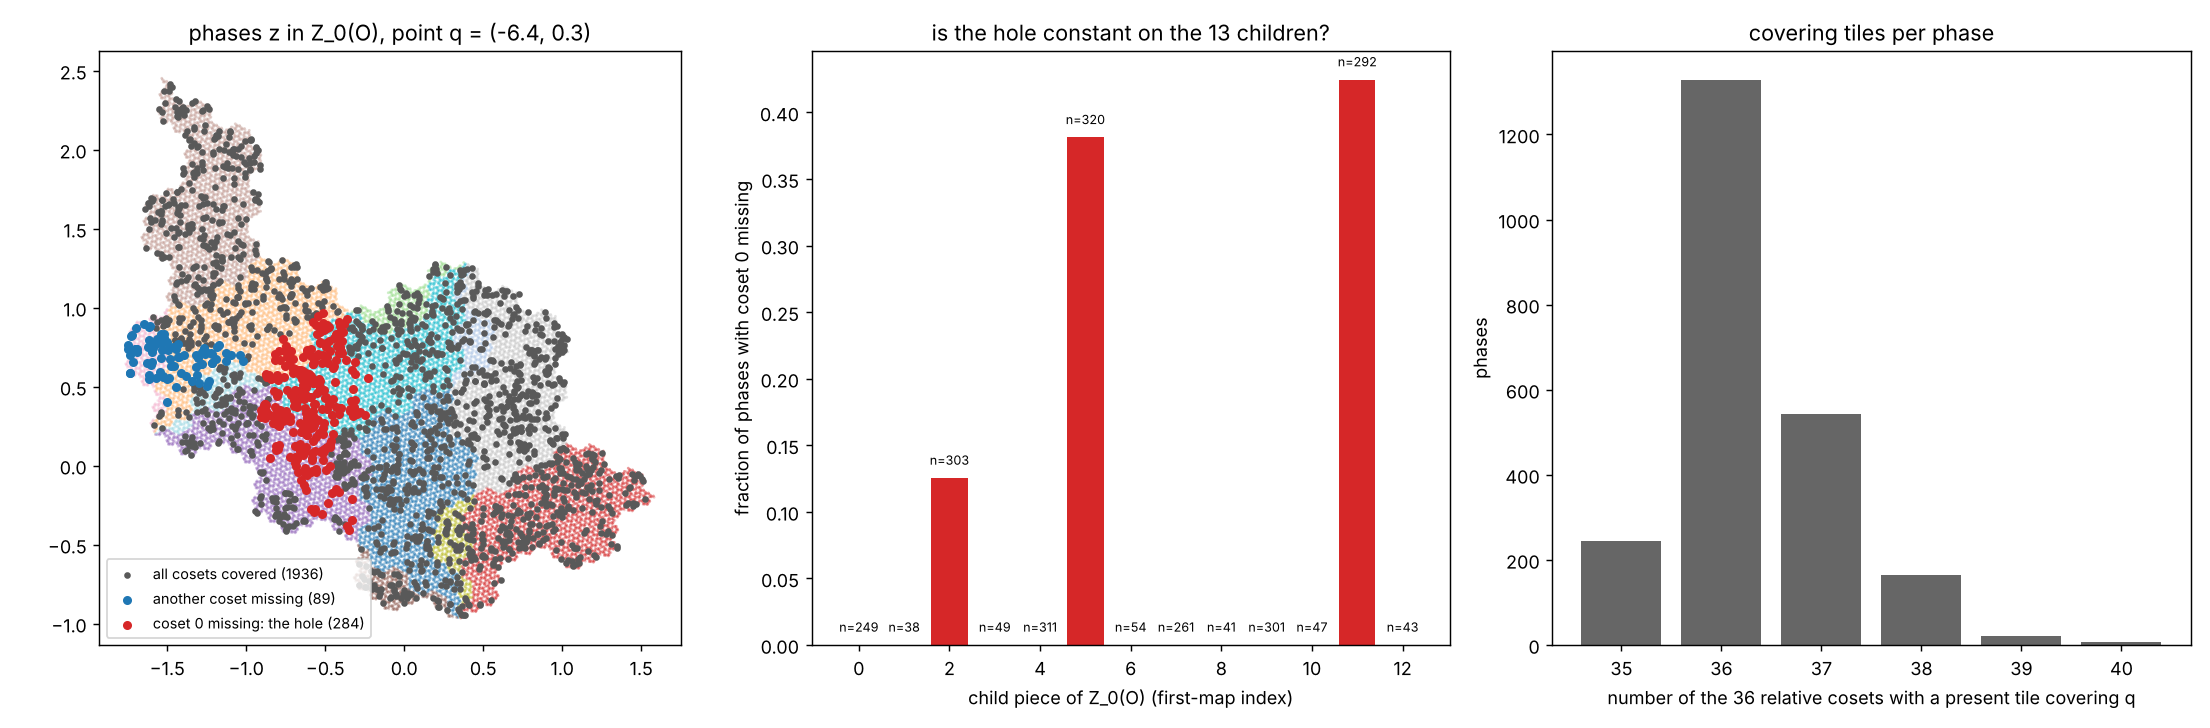 phases z in Z_0(O), point q = (-6.4, 0.3)
2.5
2.0
1.5
1.0
0.5
0.0
−0.5
−1.0
all cosets covered (1936)
another coset missing (89)
coset 0 missing: the hole (284)
−1.5 −1.0 −0.5 0.0 0.5 1.0 1.5
is the hole constant on the 13 children?
fraction of phases with coset 0 missing
0.40
0.35
0.30
0.25
0.20
0.15
0.10
0.05
0.00
n=249 n=38 n=303 n=49 n=311 n=320 n=54 n=261 n=41 n=301 n=47 n=292 n=43
0 2 4 6 8 10 12
child piece of Z_0(O) (first-map index)
covering tiles per phase
phases
1200
1000
800
600
400
200
0
35 36 37 38 39 40
number of the 36 relative cosets with a present tile covering q